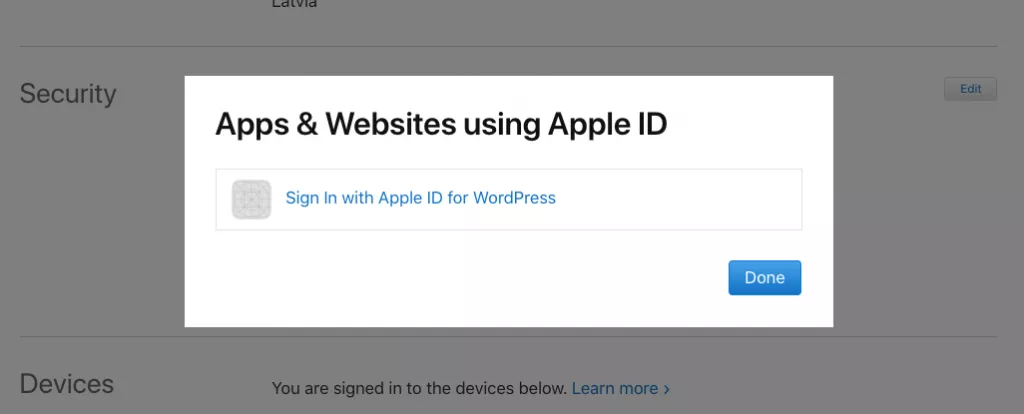 Latvia
Security
Edit
Apps & Websites using Apple ID
Sign In with Apple ID for WordPress
Done
Devices
You are signed in to the devices below. Learn more ›